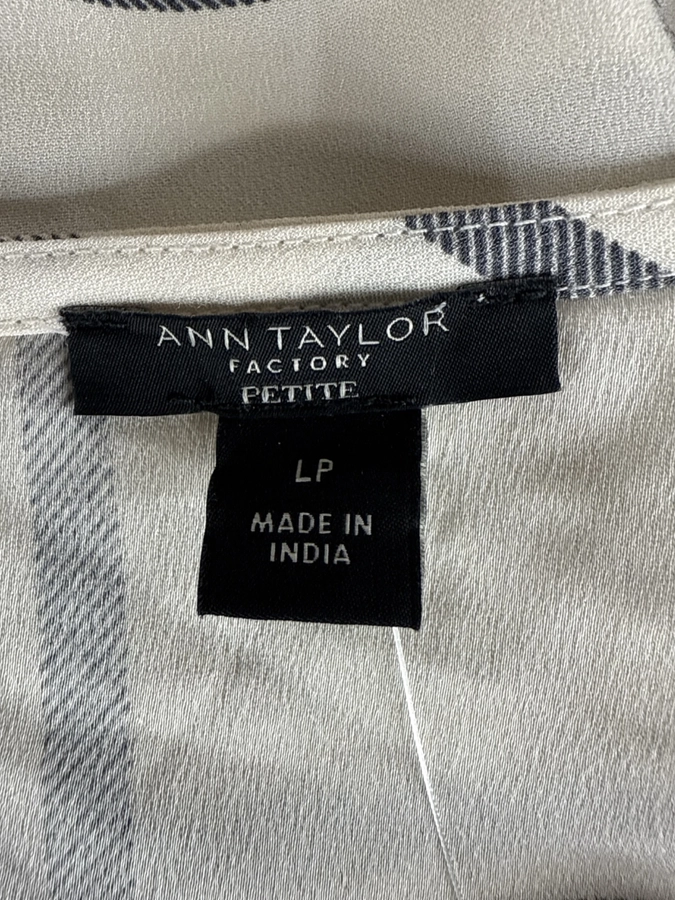 ANN TAYLOR
FACTORY
PETITE
LP
MADE IN
INDIA